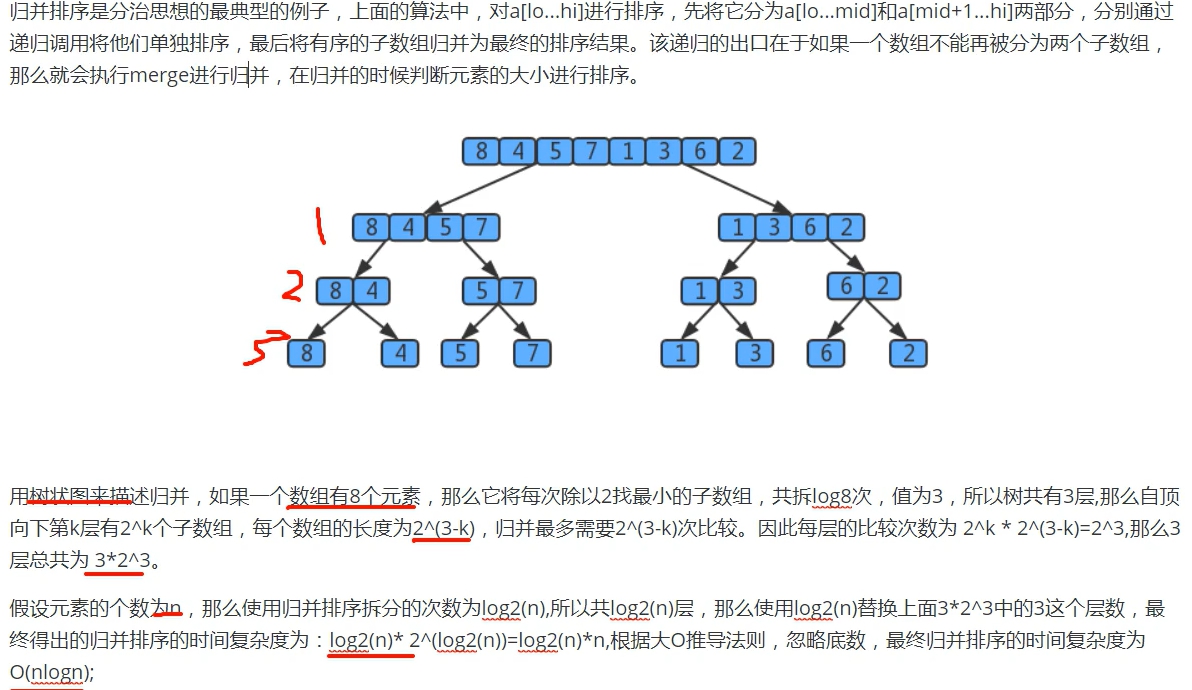 归并排序是分治思想的最典型的例子，上面的算法中，对a[lo...hi]进行排序，先将它分为a[lo...mid]和a[mid+1...hi]两部分，分别通过
递归调用将他们单独排序，最后将有序的子数组归并为最终的排序结果。该递归的出口在于如果一个数组不能再被分为两个子数组，
那么就会执行merge进行归并，在归并的时候判断元素的大小进行排序。
8 4 5 7 1 3 6 2
1 8 4 5 7 1 3 6 2
2 8 4 5 7 1 3 6 2
3 8 4 5 7 1 3 6 2
用树状图来描述归并，如果一个数组有8个元素，那么它将每次除以2找最小的子数组，共拆log8次，值为3，所以树共有3层,那么自顶
向下第k层有2^k个子数组，每个数组的长度为2^(3-k)，归并最多需要2^(3-k)次比较。因此每层的比较次数为 2^k * 2^(3-k)=2^3,那么3
层总共为 3*2^3。
假设元素的个数为n，那么使用归并排序拆分的次数为log2(n),所以共log2(n)层，那么使用log2(n)替换上面3*2^3中的3这个层数，最
终得出的归并排序的时间复杂度为：log2(n)* 2^(log2(n))=log2(n)*n,根据大O推导法则，忽略底数，最终归并排序的时间复杂度为
O(nlogn);